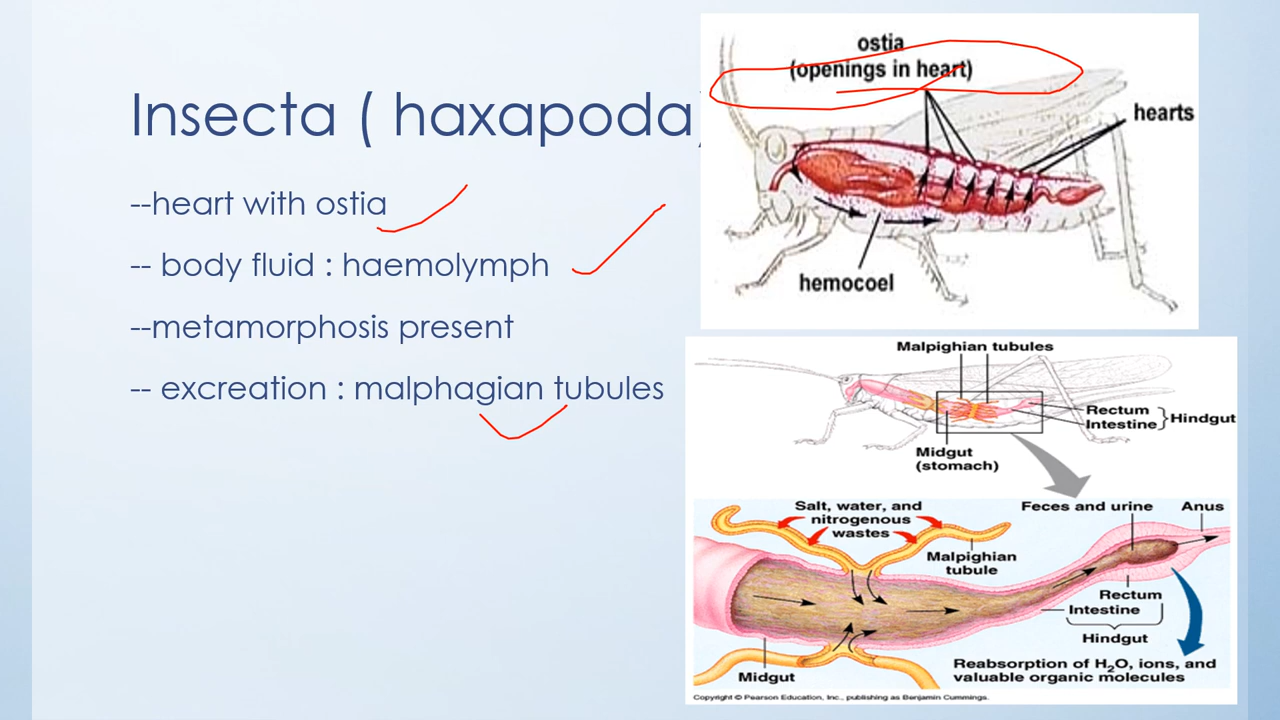 Insecta ( haxapoda)
--heart with ostia
-- body fluid : haemolymph
--metamorphosis present
-- excreation : malphagian tubules
ostia
(openings in heart)
hearts
hemocoel
Malpighian tubules
Rectum
Intestine
Hindgut
Midgut
(stomach)
Salt, water, and
nitrogenous
wastes
Feces and urine
Anus
Malpighian
tubule
Rectum
Intestine
Hindgut
Midgut
Reabsorption of H₂O, ions, and
valuable organic molecules
Copyright © Pearson Education, Inc., publishing as Benjamin Cummings.